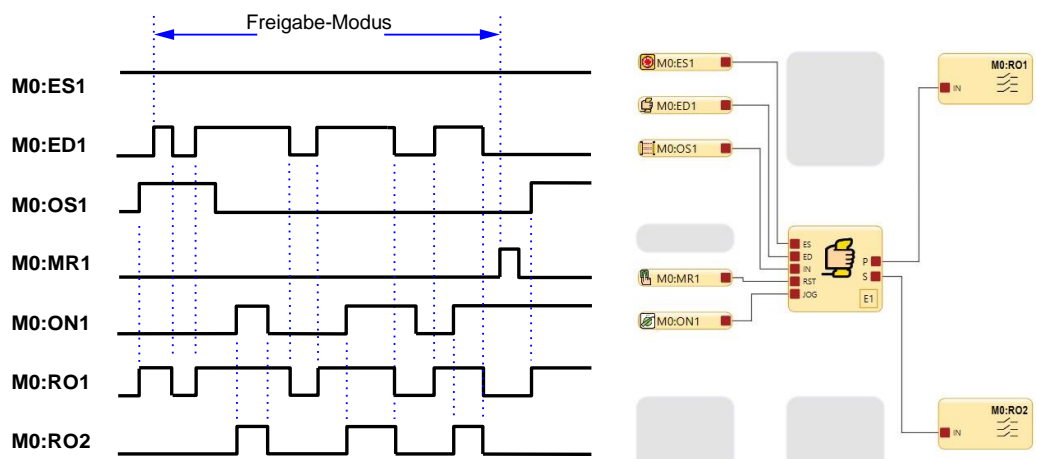 Freigabe-Modus
M0:ES1
M0:ED1
M0:OS1
M0:MR1
M0:ON1
M0:RO1
M0:RO2
M0:ES1
M0:ED1
M0:OS1
M0:MR1
M0:ON1
ES
ED
IN
RST
JOG
P
S
E1
M0:RO1
IN
M0:RO2
IN